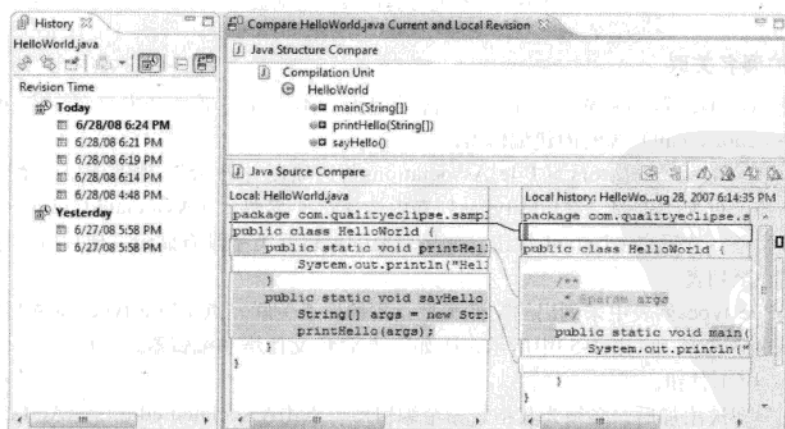 History
HelloWorld.java
Revision Time
Today
6/28/08 6:24 PM
6/28/08 6:21 PM
6/28/08 6:19 PM
6/28/08 6:14 PM
6/28/08 4:48 PM
Yesterday
6/27/08 5:58 PM
6/27/08 5:58 PM
Compare HelloWorld.java Current and Local Revision
Java Structure Compare
Compilation Unit
HelloWorld
main(String[])
printHello(String[])
sayHello()
Java Source Compare
Local: HelloWorld.java
package com.qualityeclipse.sampl
public class HelloWorld {
public static void printHell
System.out.println("Hell
}
public static void sayHello
String[] args = new Stri
printHello(args);
}
}
Local history: HelloWo...ug 28, 2007 6:14:35 PM
package com.qualityeclipse.s
public class HelloWorld {
/**
* @param args
*/
public static void main(
System.out.println("
}
}